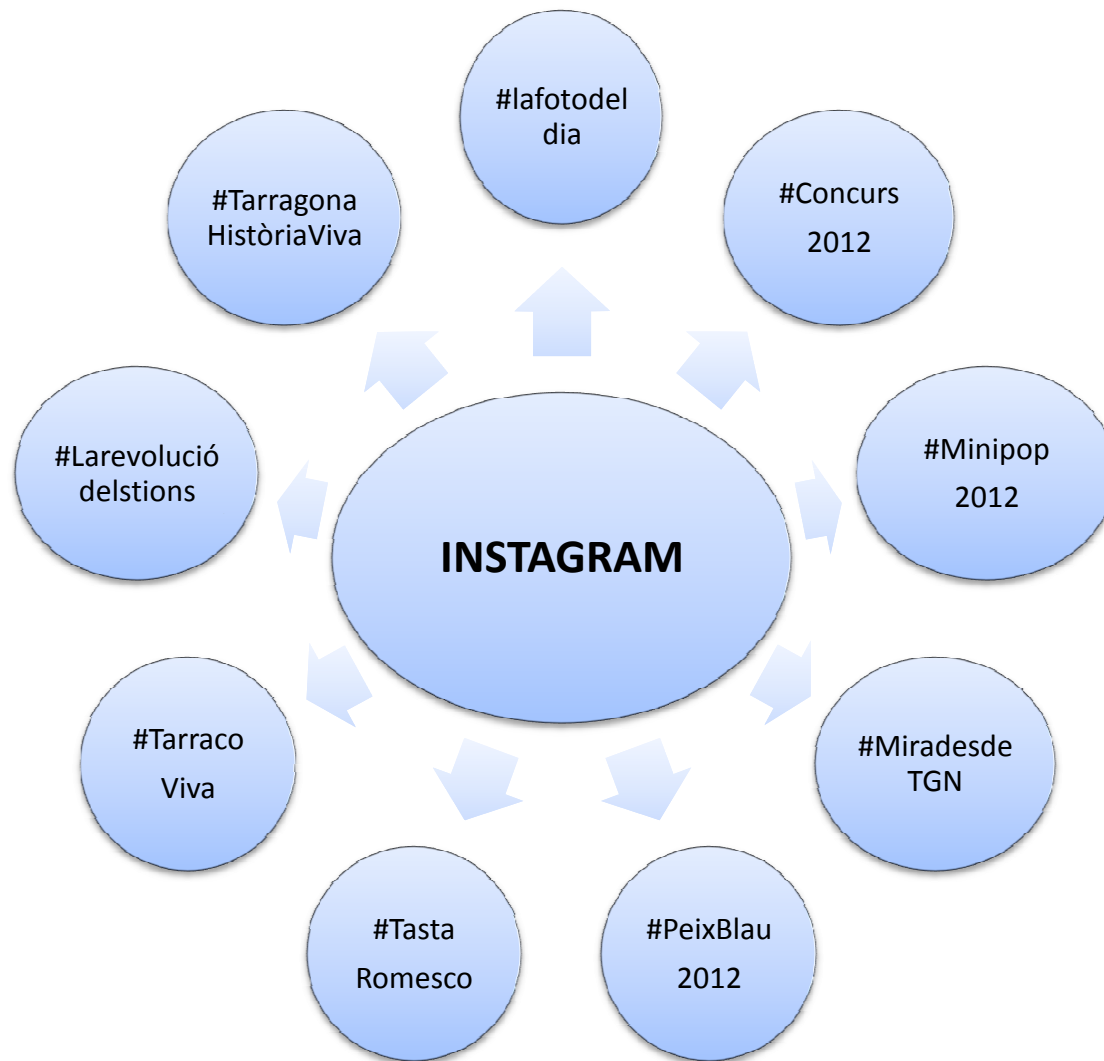 #lafotodel
dia
#Concurs
2012
#Minipop
2012
#Miradesde
TGN
#PeixBlau
2012
#Tasta
Romesco
#Tarraco
Viva
#Larevolució
delstions
#Tarragona
HistòriaViva
INSTAGRAM